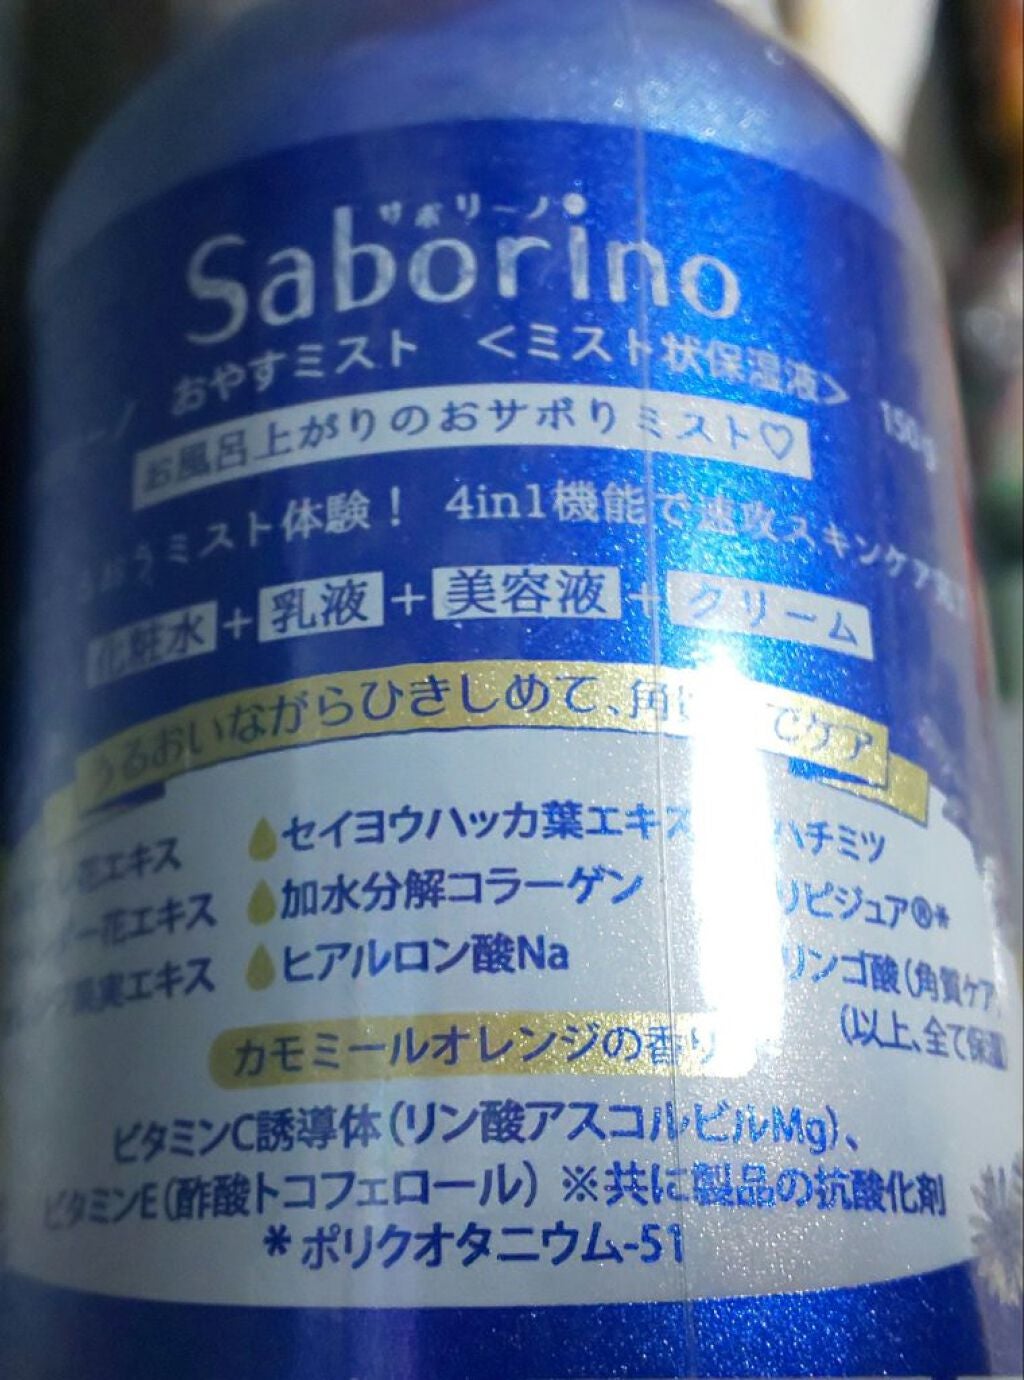 サボリーノ
Saborino
おやすミスト <ミスト状保湿液>
150g
お風呂上がりのおサボりミスト♡
ミスト体験! 4in1機能で速攻スキンケア
化粧水+乳液+美容液+クリーム
うるおいながらひきしめて、角 でケア
花エキス セイヨウハッカ葉エキス ハチミツ
ー花エキス 加水分解コラーゲン リピジュア®*
果実エキス ヒアルロン酸Na リンゴ酸(角質ケア
(以上、全て保湿
カモミールオレンジの香り
ビタミンC誘導体(リン酸アスコルビルMg)、
ビタミンE(酢酸トコフェロール) ※共に製品の抗酸化剤
*ポリクオタニウム-51